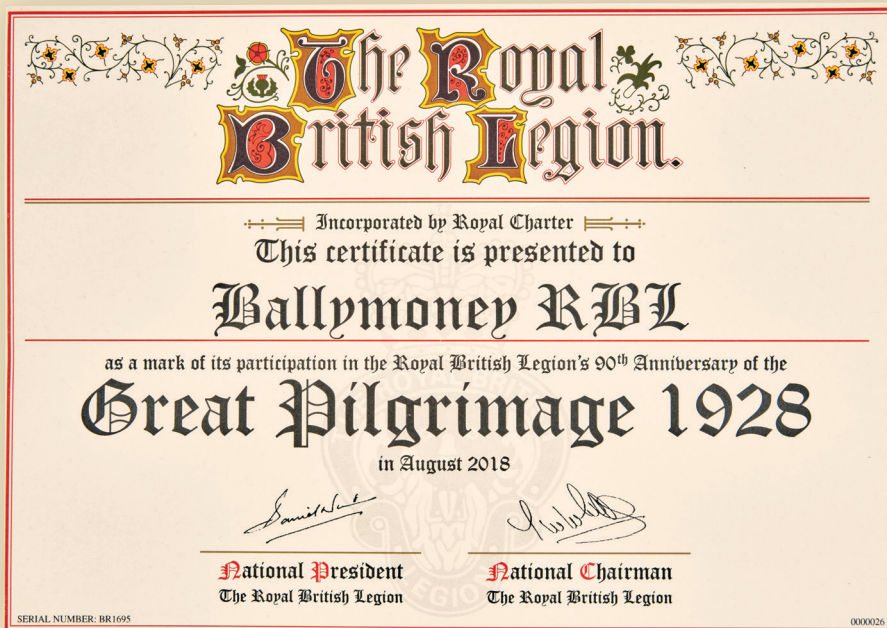 The Royal
British Legion.
Incorporated by Royal Charter
This certificate is presented to
Ballymoney RBL
as a mark of its participation in the Royal British Legion's 90th Anniversary of the
Great Pilgrimage 1928
in August 2018
National President
National Chairman
The Royal British Legion
The Royal British Legion
SERIAL NUMBER: BR1695
0000026